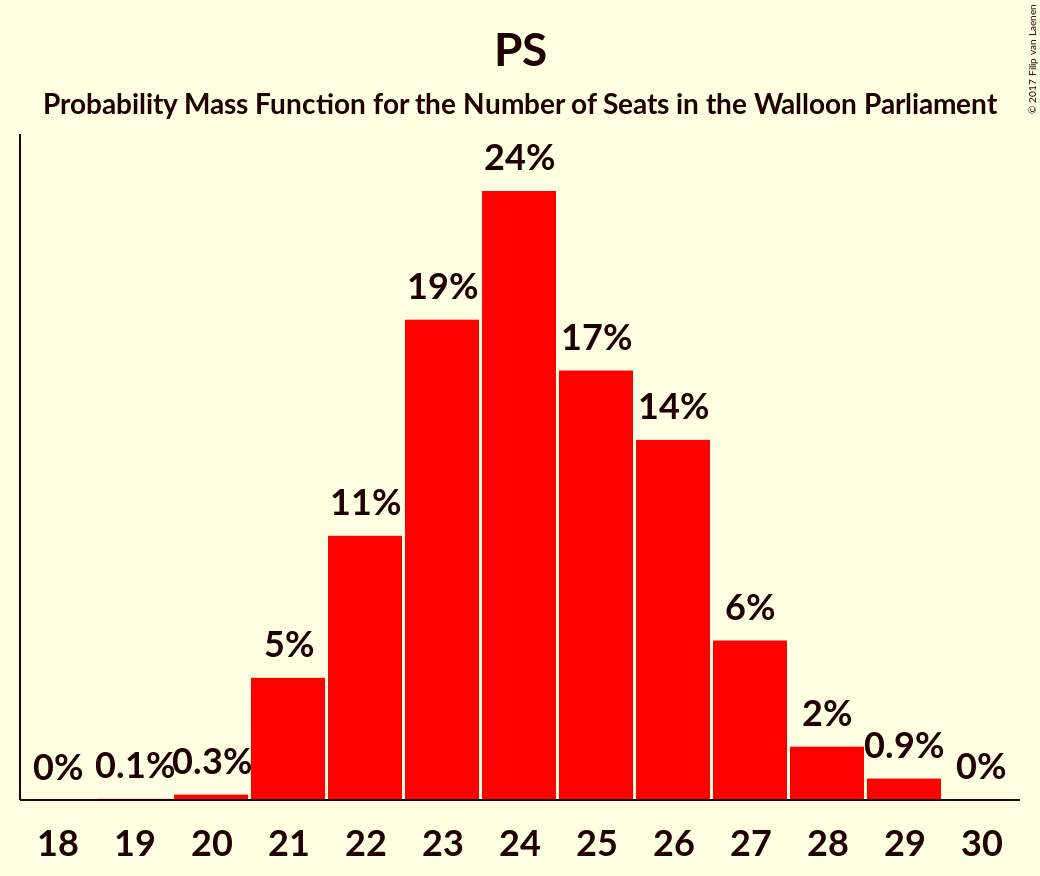 PS
Probability Mass Function for the Number of Seats in the Walloon Parliament
© 2017 Filip van Laenen
24%
19%
17%
14%
11%
6%
5%
2%
0.9%
0% 0.1% 0.3% 0%
18 19 20 21 22 23 24 25 26 27 28 29 30